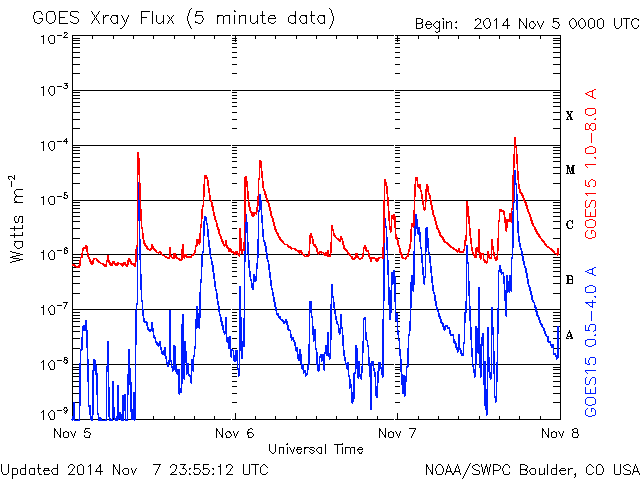 GOES Xray Flux (5 minute data)
Begin: 2014 Nov 5 0000 UTC
10⁻²
10⁻³
10⁻⁴
10⁻⁵
10⁻⁶
10⁻⁷
10⁻⁸
10⁻⁹
Watts m⁻²
X
M
C
B
A
GOES15 1.0-8.0 A
GOES15 0.5-4.0 A
Nov 5
Nov 6
Nov 7
Nov 8
Universal Time
Updated 2014 Nov 7 23:55:12 UTC
NOAA/SWPC Boulder, CO USA